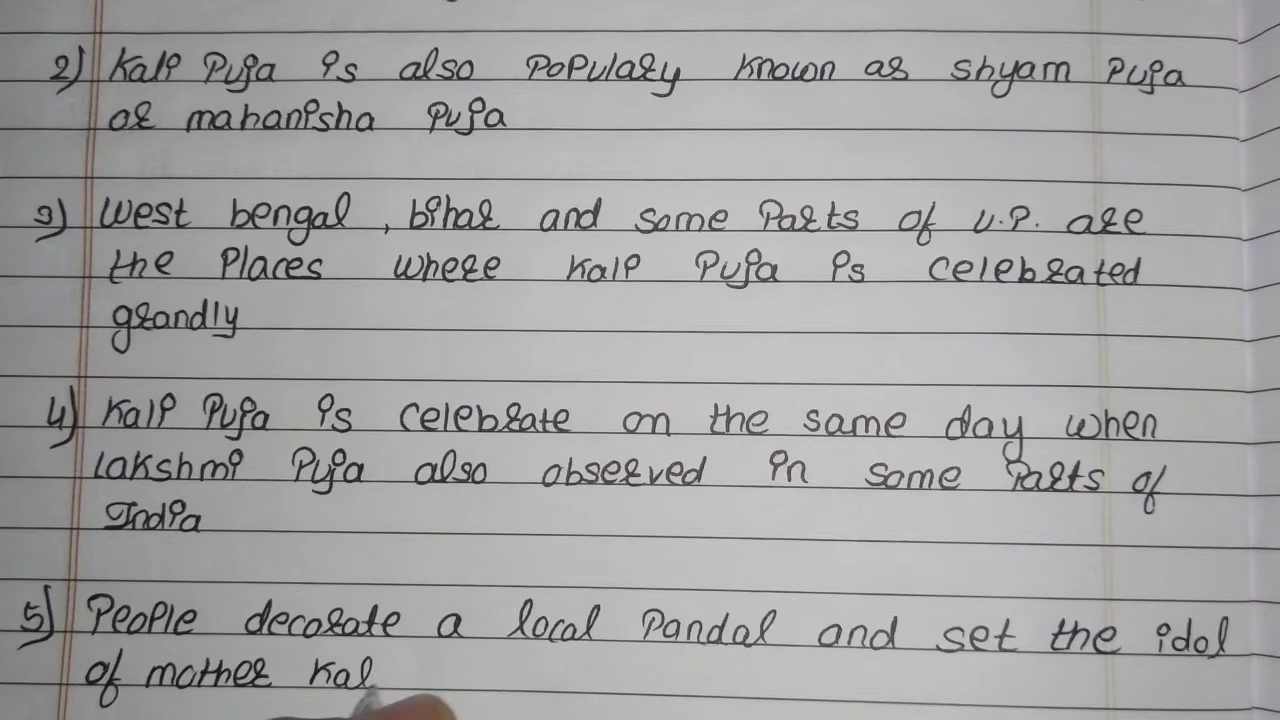 2) Kali Puja is also Populary known as shyam Puja
or mahanisha Puja
3) West bengal, bihar and some Parts of U.P. are
the Places where Kali Puja is celebrated
grandly
4) Kali Puja is celebrate on the same day when
lakshmi Puja also observed in some Parts of
India
5) People decorate a local Pandal and set the idol
of mother Kal